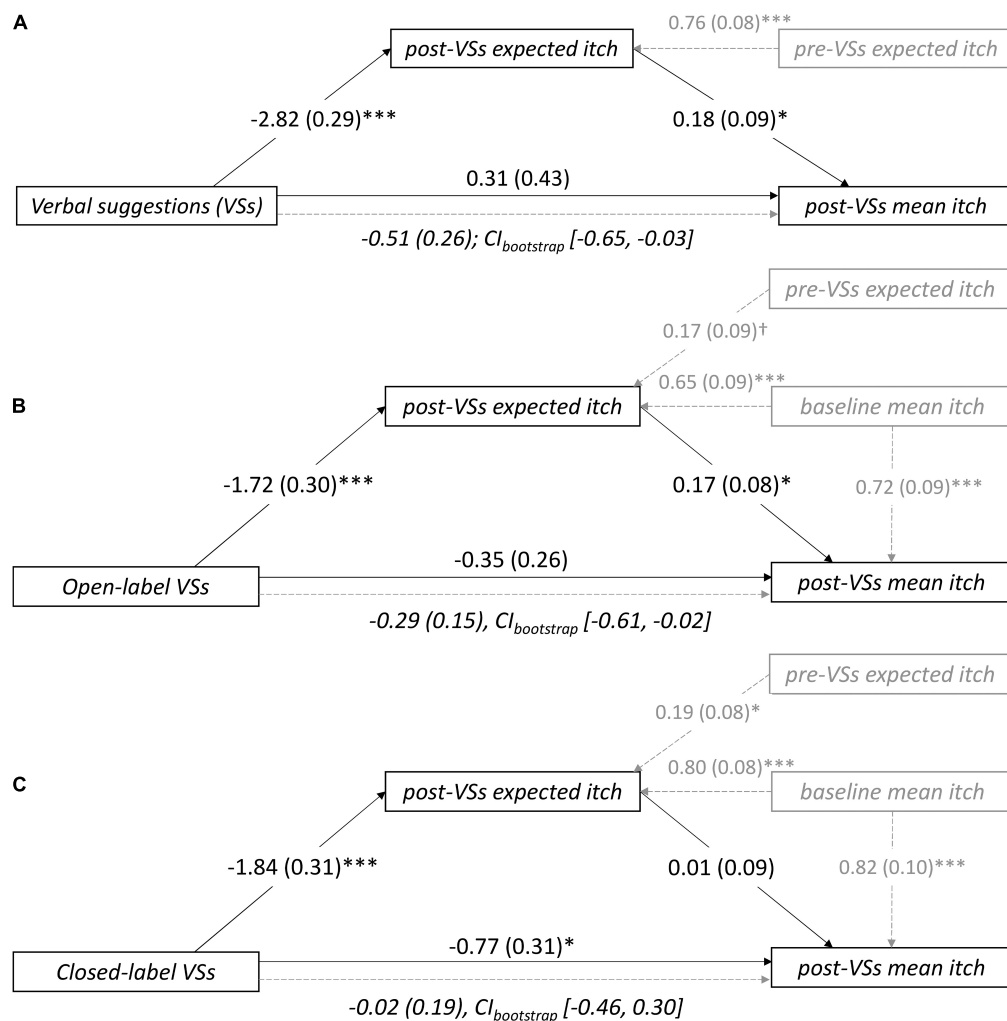 A
0.76 (0.08)***
post-VSs expected itch
pre-VSs expected itch
-2.82 (0.29)***
0.18 (0.09)*
0.31 (0.43)
Verbal suggestions (VSs)
post-VSs mean itch
-0.51 (0.26); CIbootstrap [-0.65, -0.03]
pre-VSs expected itch
0.17 (0.09)†
0.65 (0.09)***
B
post-VSs expected itch
baseline mean itch
-1.72 (0.30)***
0.17 (0.08)*
0.72 (0.09)***
-0.35 (0.26)
Open-label VSs
post-VSs mean itch
-0.29 (0.15), CIbootstrap [-0.61, -0.02]
pre-VSs expected itch
0.19 (0.08)*
0.80 (0.08)***
C
post-VSs expected itch
baseline mean itch
-1.84 (0.31)***
0.01 (0.09)
0.82 (0.10)***
-0.77 (0.31)*
Closed-label VSs
post-VSs mean itch
-0.02 (0.19), CIbootstrap [-0.46, 0.30]